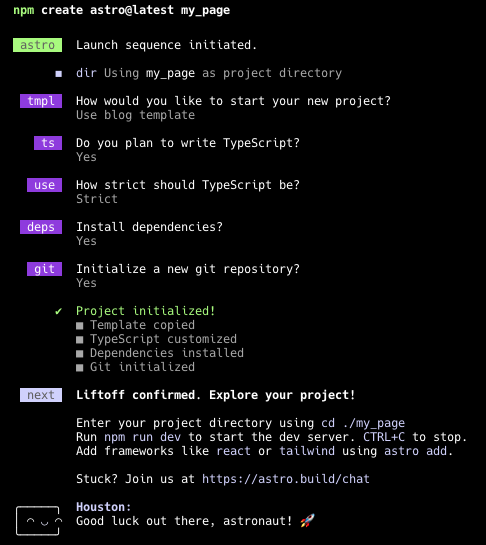 npm create astro@latest my_page
astro Launch sequence initiated.
■ dir Using my_page as project directory
tmpl How would you like to start your new project?
Use blog template
ts Do you plan to write TypeScript?
Yes
use How strict should TypeScript be?
Strict
deps Install dependencies?
Yes
git Initialize a new git repository?
Yes
✔ Project initialized!
■ Template copied
■ TypeScript customized
■ Dependencies installed
■ Git initialized
next Liftoff confirmed. Explore your project!
Enter your project directory using cd ./my_page
Run npm run dev to start the dev server. CTRL+C to stop.
Add frameworks like react or tailwind using astro add.
Stuck? Join us at https://astro.build/chat
Houston:
Good luck out there, astronaut! 🚀